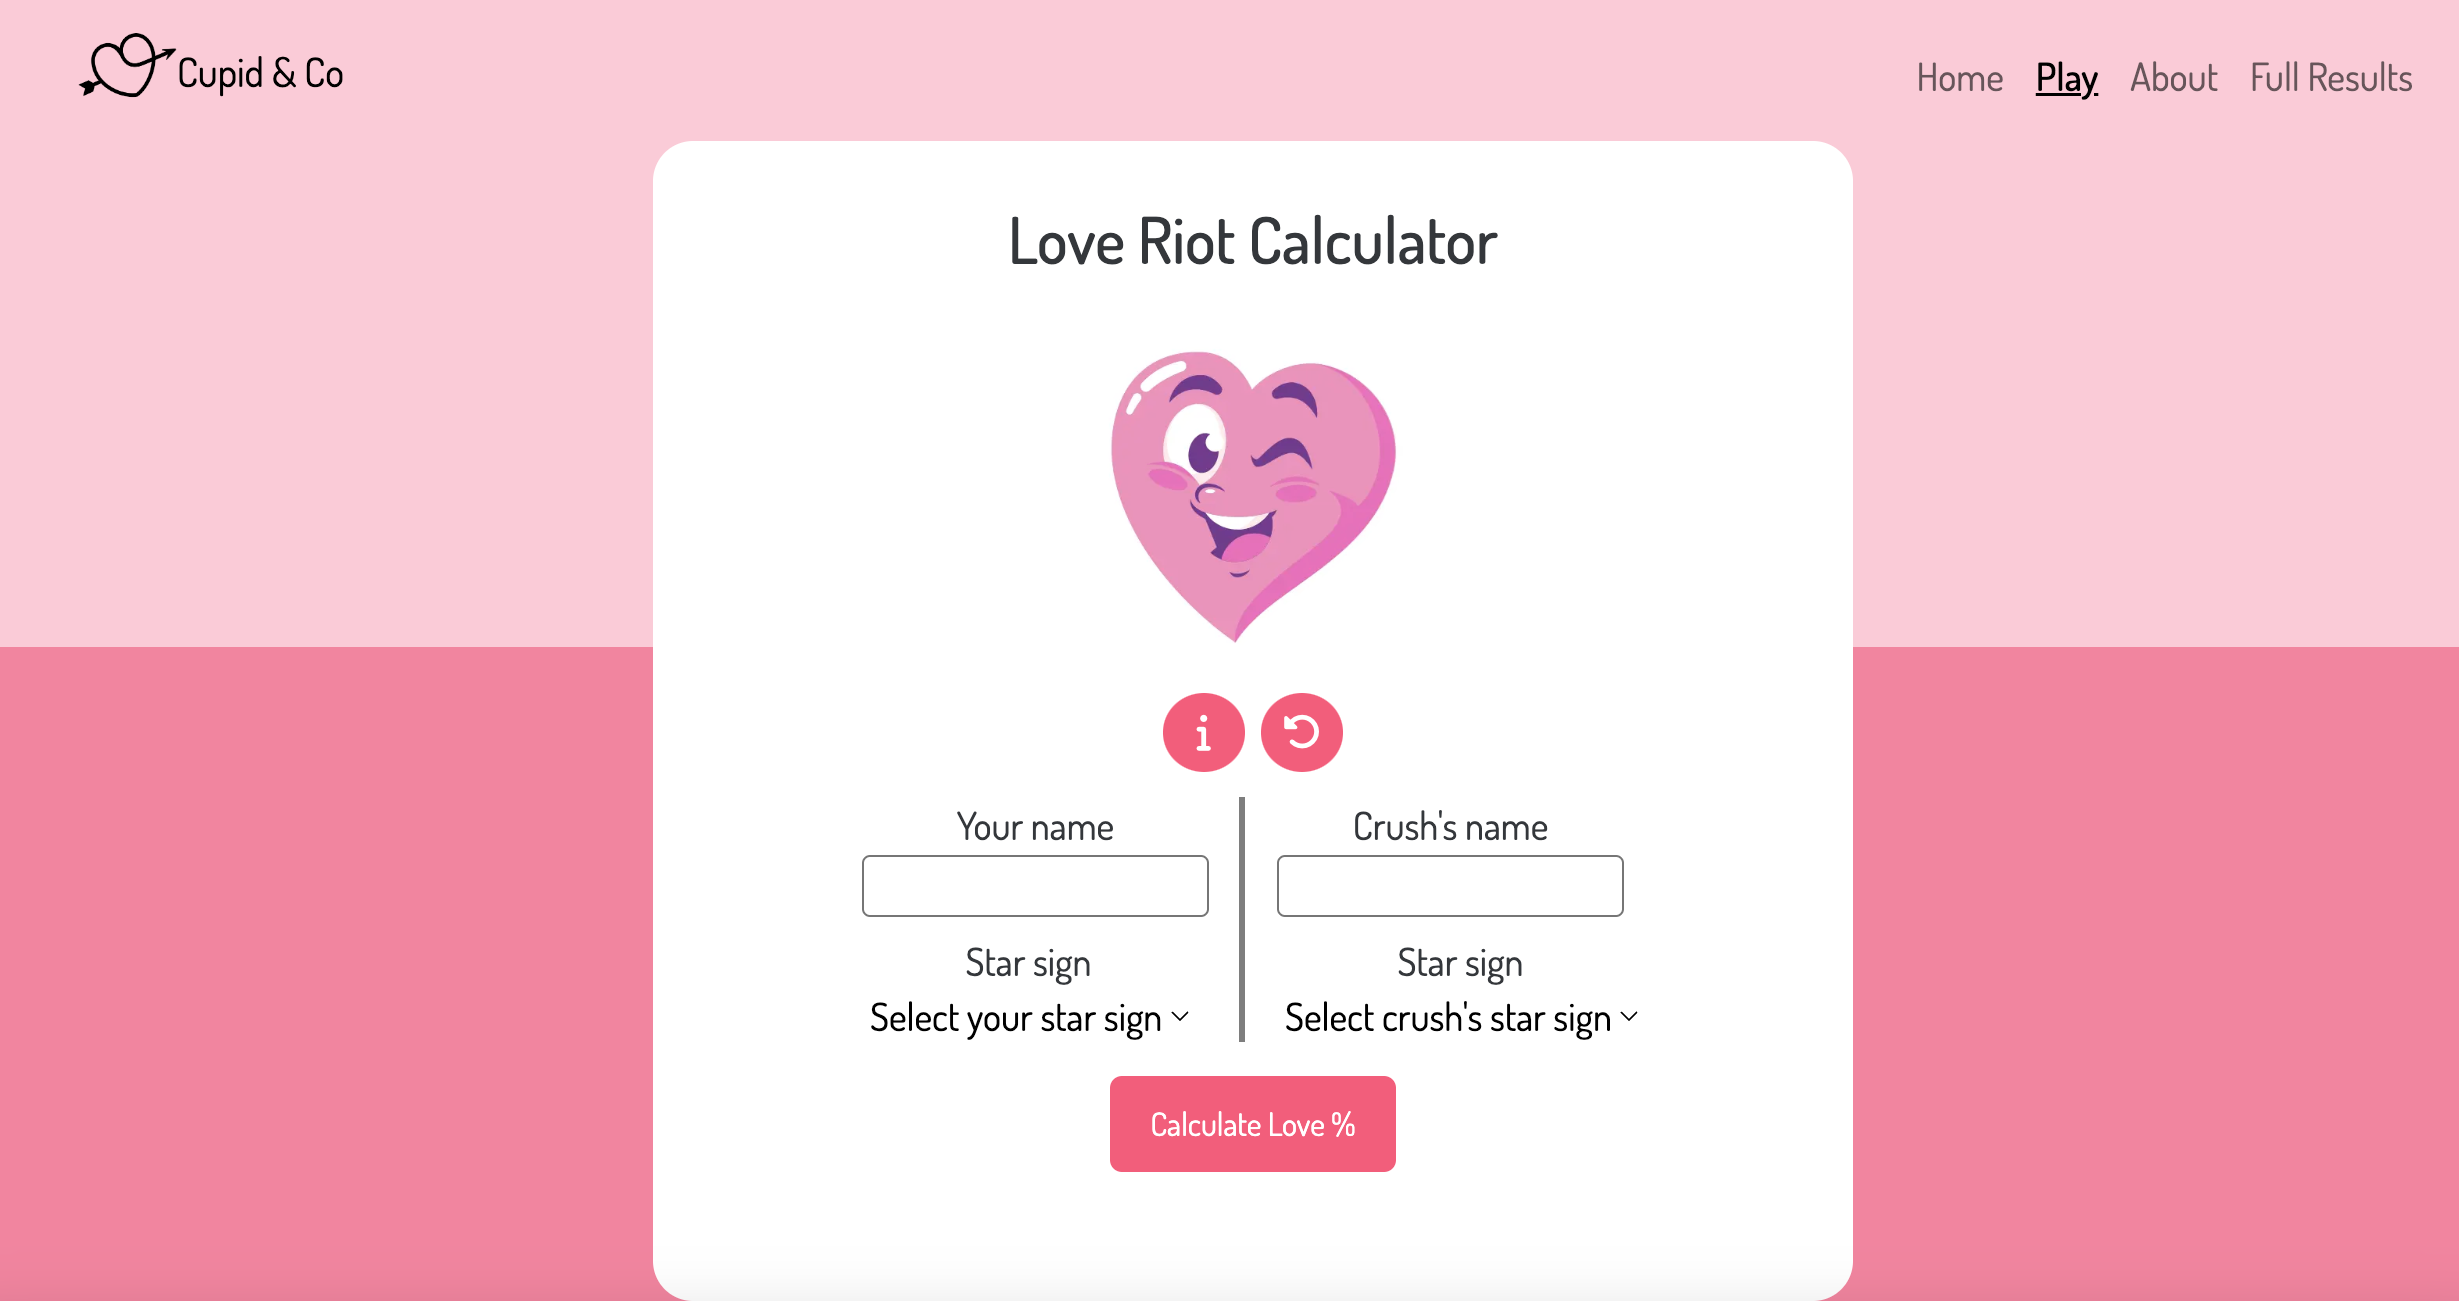 Cupid & Co
Home Play About Full Results
Love Riot Calculator
i
Your name
Crush's name
Star sign
Star sign
Select your star sign
Select crush's star sign
Calculate Love %